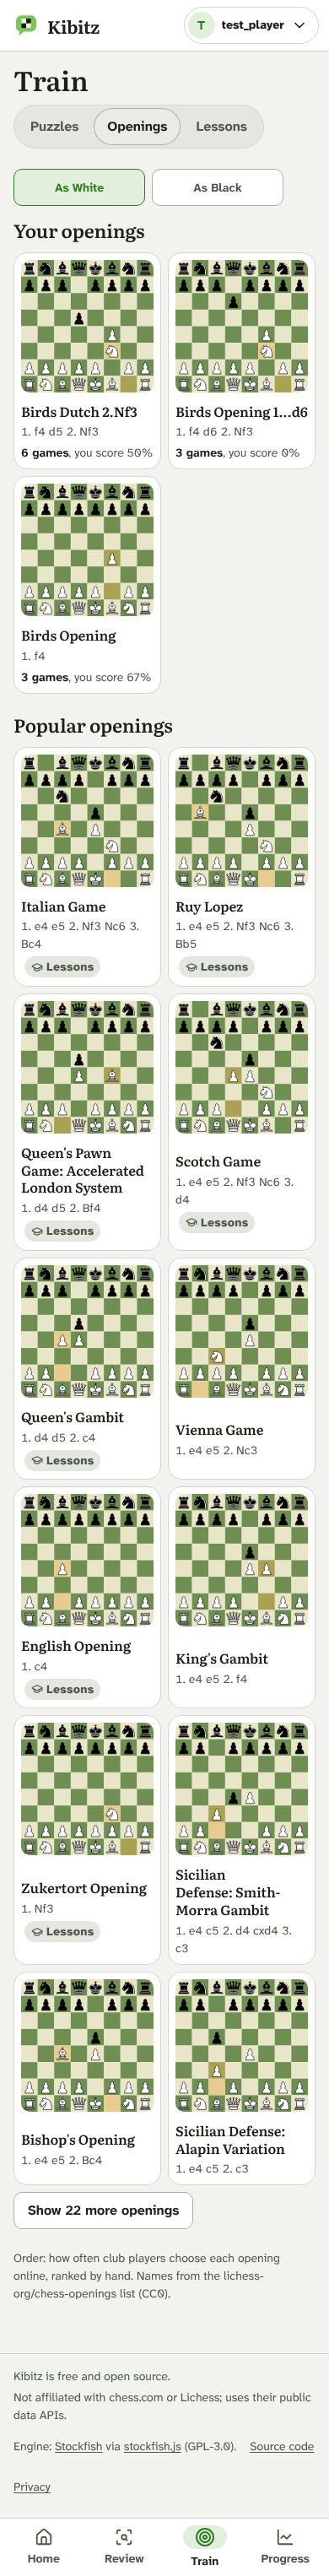 Kibitz
T test_player
Train
Puzzles Openings Lessons
As White As Black
Your openings
Birds Dutch 2.Nf3
1. f4 d5 2. Nf3
6 games, you score 50%
Birds Opening 1...d6
1. f4 d6 2. Nf3
3 games, you score 0%
Birds Opening
1. f4
3 games, you score 67%
Popular openings
Italian Game
1. e4 e5 2. Nf3 Nc6 3.
Bc4
Lessons
Ruy Lopez
1. e4 e5 2. Nf3 Nc6 3.
Bb5
Lessons
Queen's Pawn
Game: Accelerated
London System
1. d4 d5 2. Bf4
Lessons
Scotch Game
1. e4 e5 2. Nf3 Nc6 3.
d4
Lessons
Queen's Gambit
1. d4 d5 2. c4
Lessons
Vienna Game
1. e4 e5 2. Nc3
English Opening
1. c4
Lessons
King's Gambit
1. e4 e5 2. f4
Zukertort Opening
1. Nf3
Lessons
Sicilian
Defense: Smith-
Morra Gambit
1. e4 c5 2. d4 cxd4 3.
c3
Bishop's Opening
1. e4 e5 2. Bc4
Sicilian Defense:
Alapin Variation
1. e4 c5 2. c3
Show 22 more openings
Order: how often club players choose each opening
online, ranked by hand. Names from the lichess-
org/chess-openings list (CC0).
Kibitz is free and open source.
Not affiliated with chess.com or Lichess; uses their public
data APIs.
Engine: Stockfish via stockfish.js (GPL-3.0). Source code
Privacy
Home Review Train Progress